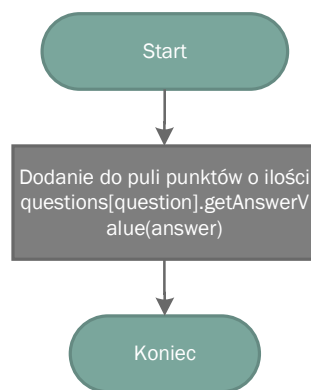 Start
Dodanie do puli punktów o ilości
questions[question].getAnswerV
alue(answer)
Koniec